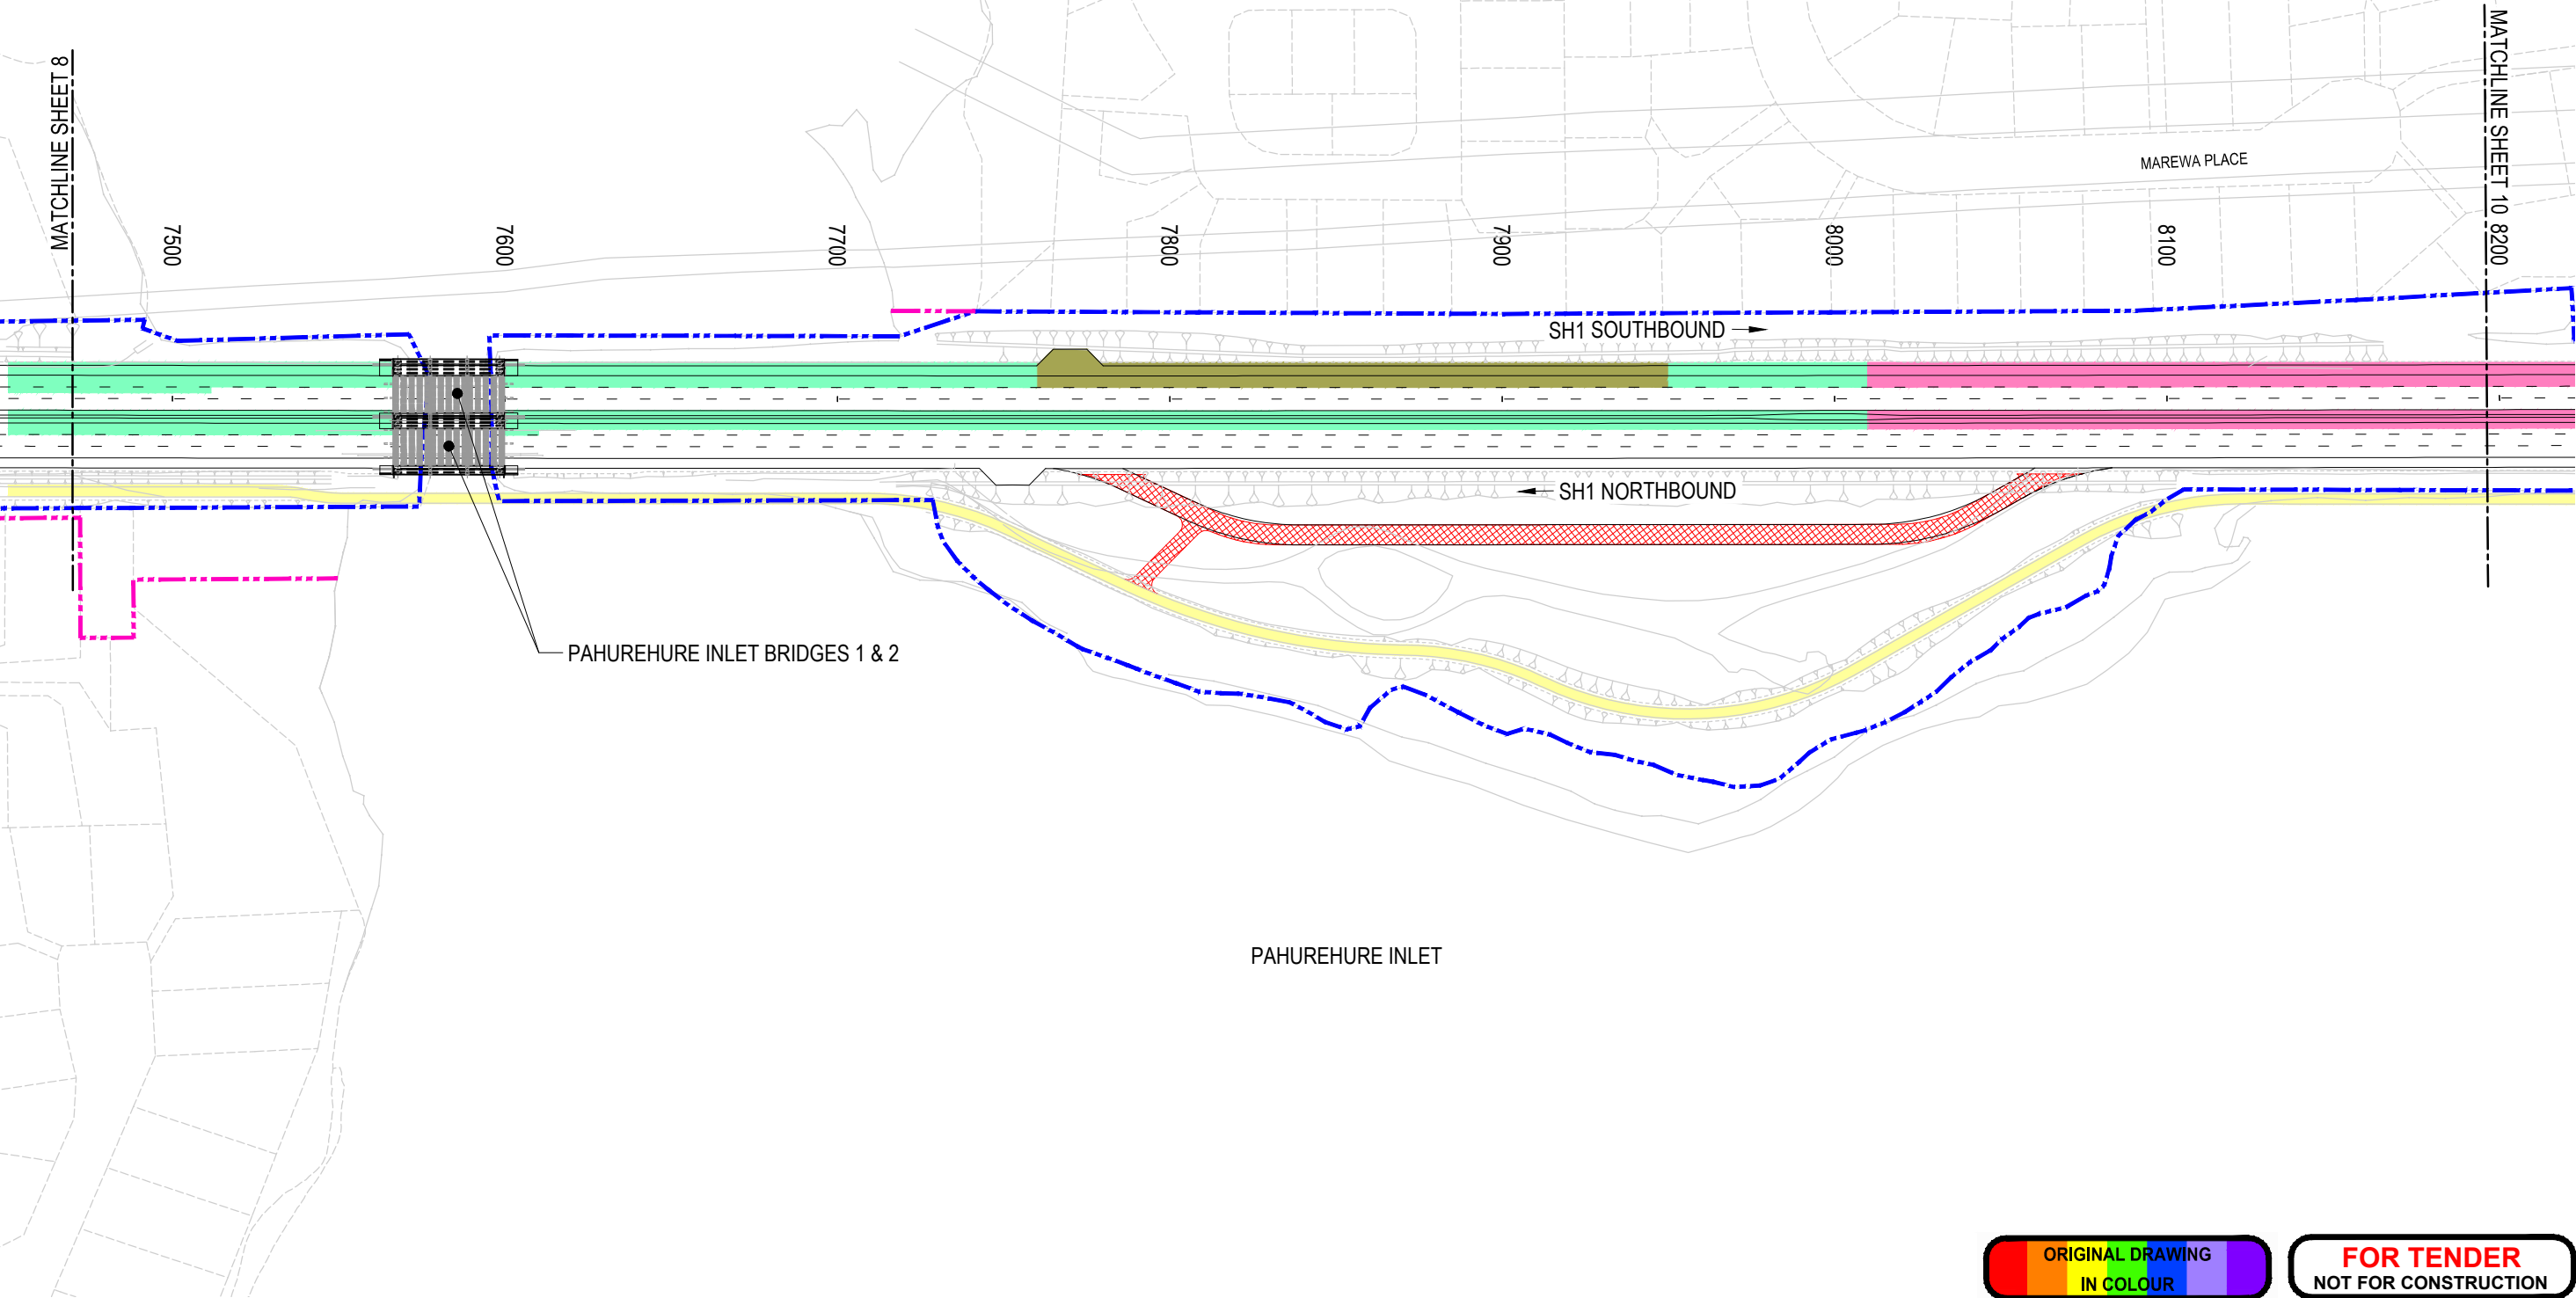 MATCHLINE SHEET 8
MATCHLINE SHEET 10
MAREWA PLACE
7500
7600
7700
7800
7900
8000
8100
8200
SH1 SOUTHBOUND
SH1 NORTHBOUND
PAHUREHURE INLET BRIDGES 1 & 2
PAHUREHURE INLET
ORIGINAL DRAWING
IN COLOUR
FOR TENDER
NOT FOR CONSTRUCTION